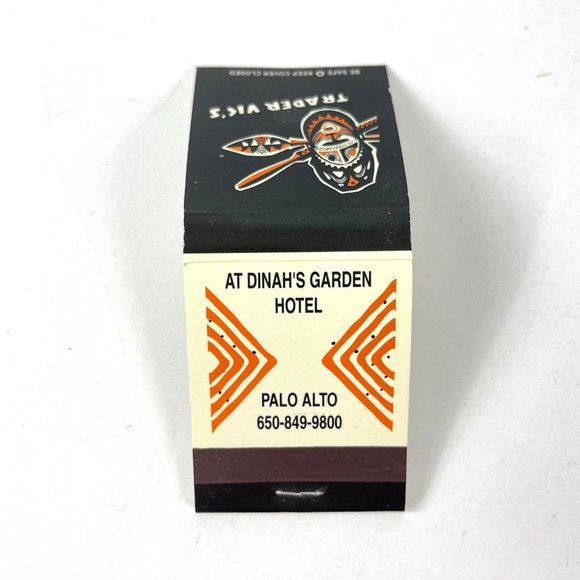 BE SAFE KEEP COVER CLOSED
TRADER VIC'S
AT DINAH'S GARDEN
HOTEL
PALO ALTO
650-849-9800